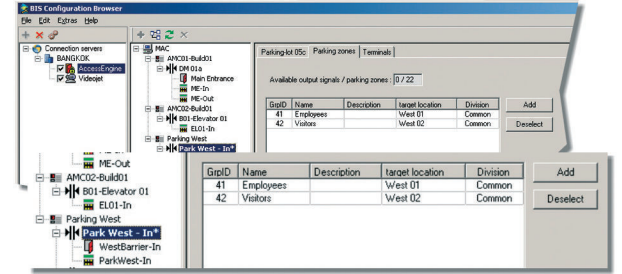 BIS Configuration Browser
File Edit Extras Help
Connection servers
BANGKOK
AccessEngine
Videojet
MAC
AMC01-Build01
DM 01a
Main Entrance
ME-In
ME-Out
AMC02-Build01
B01-Elevator 01
EL01-In
Parking West
Park West - In*
Parking-lot 05c Parking zones Terminals
Available output signals / parking zones: 0 / 22
GrpID Name Description target location Division
41 Employees West 01 Common
42 Visitors West 02 Common
Add
Deselect
ME-Out
AMC02-Build01
B01-Elevator 01
EL01-In
Parking West
Park West - In*
WestBarrier-In
ParkWest-In
GrpID Name Description target location Division
41 Employees West 01 Common
42 Visitors West 02 Common
Add
Deselect